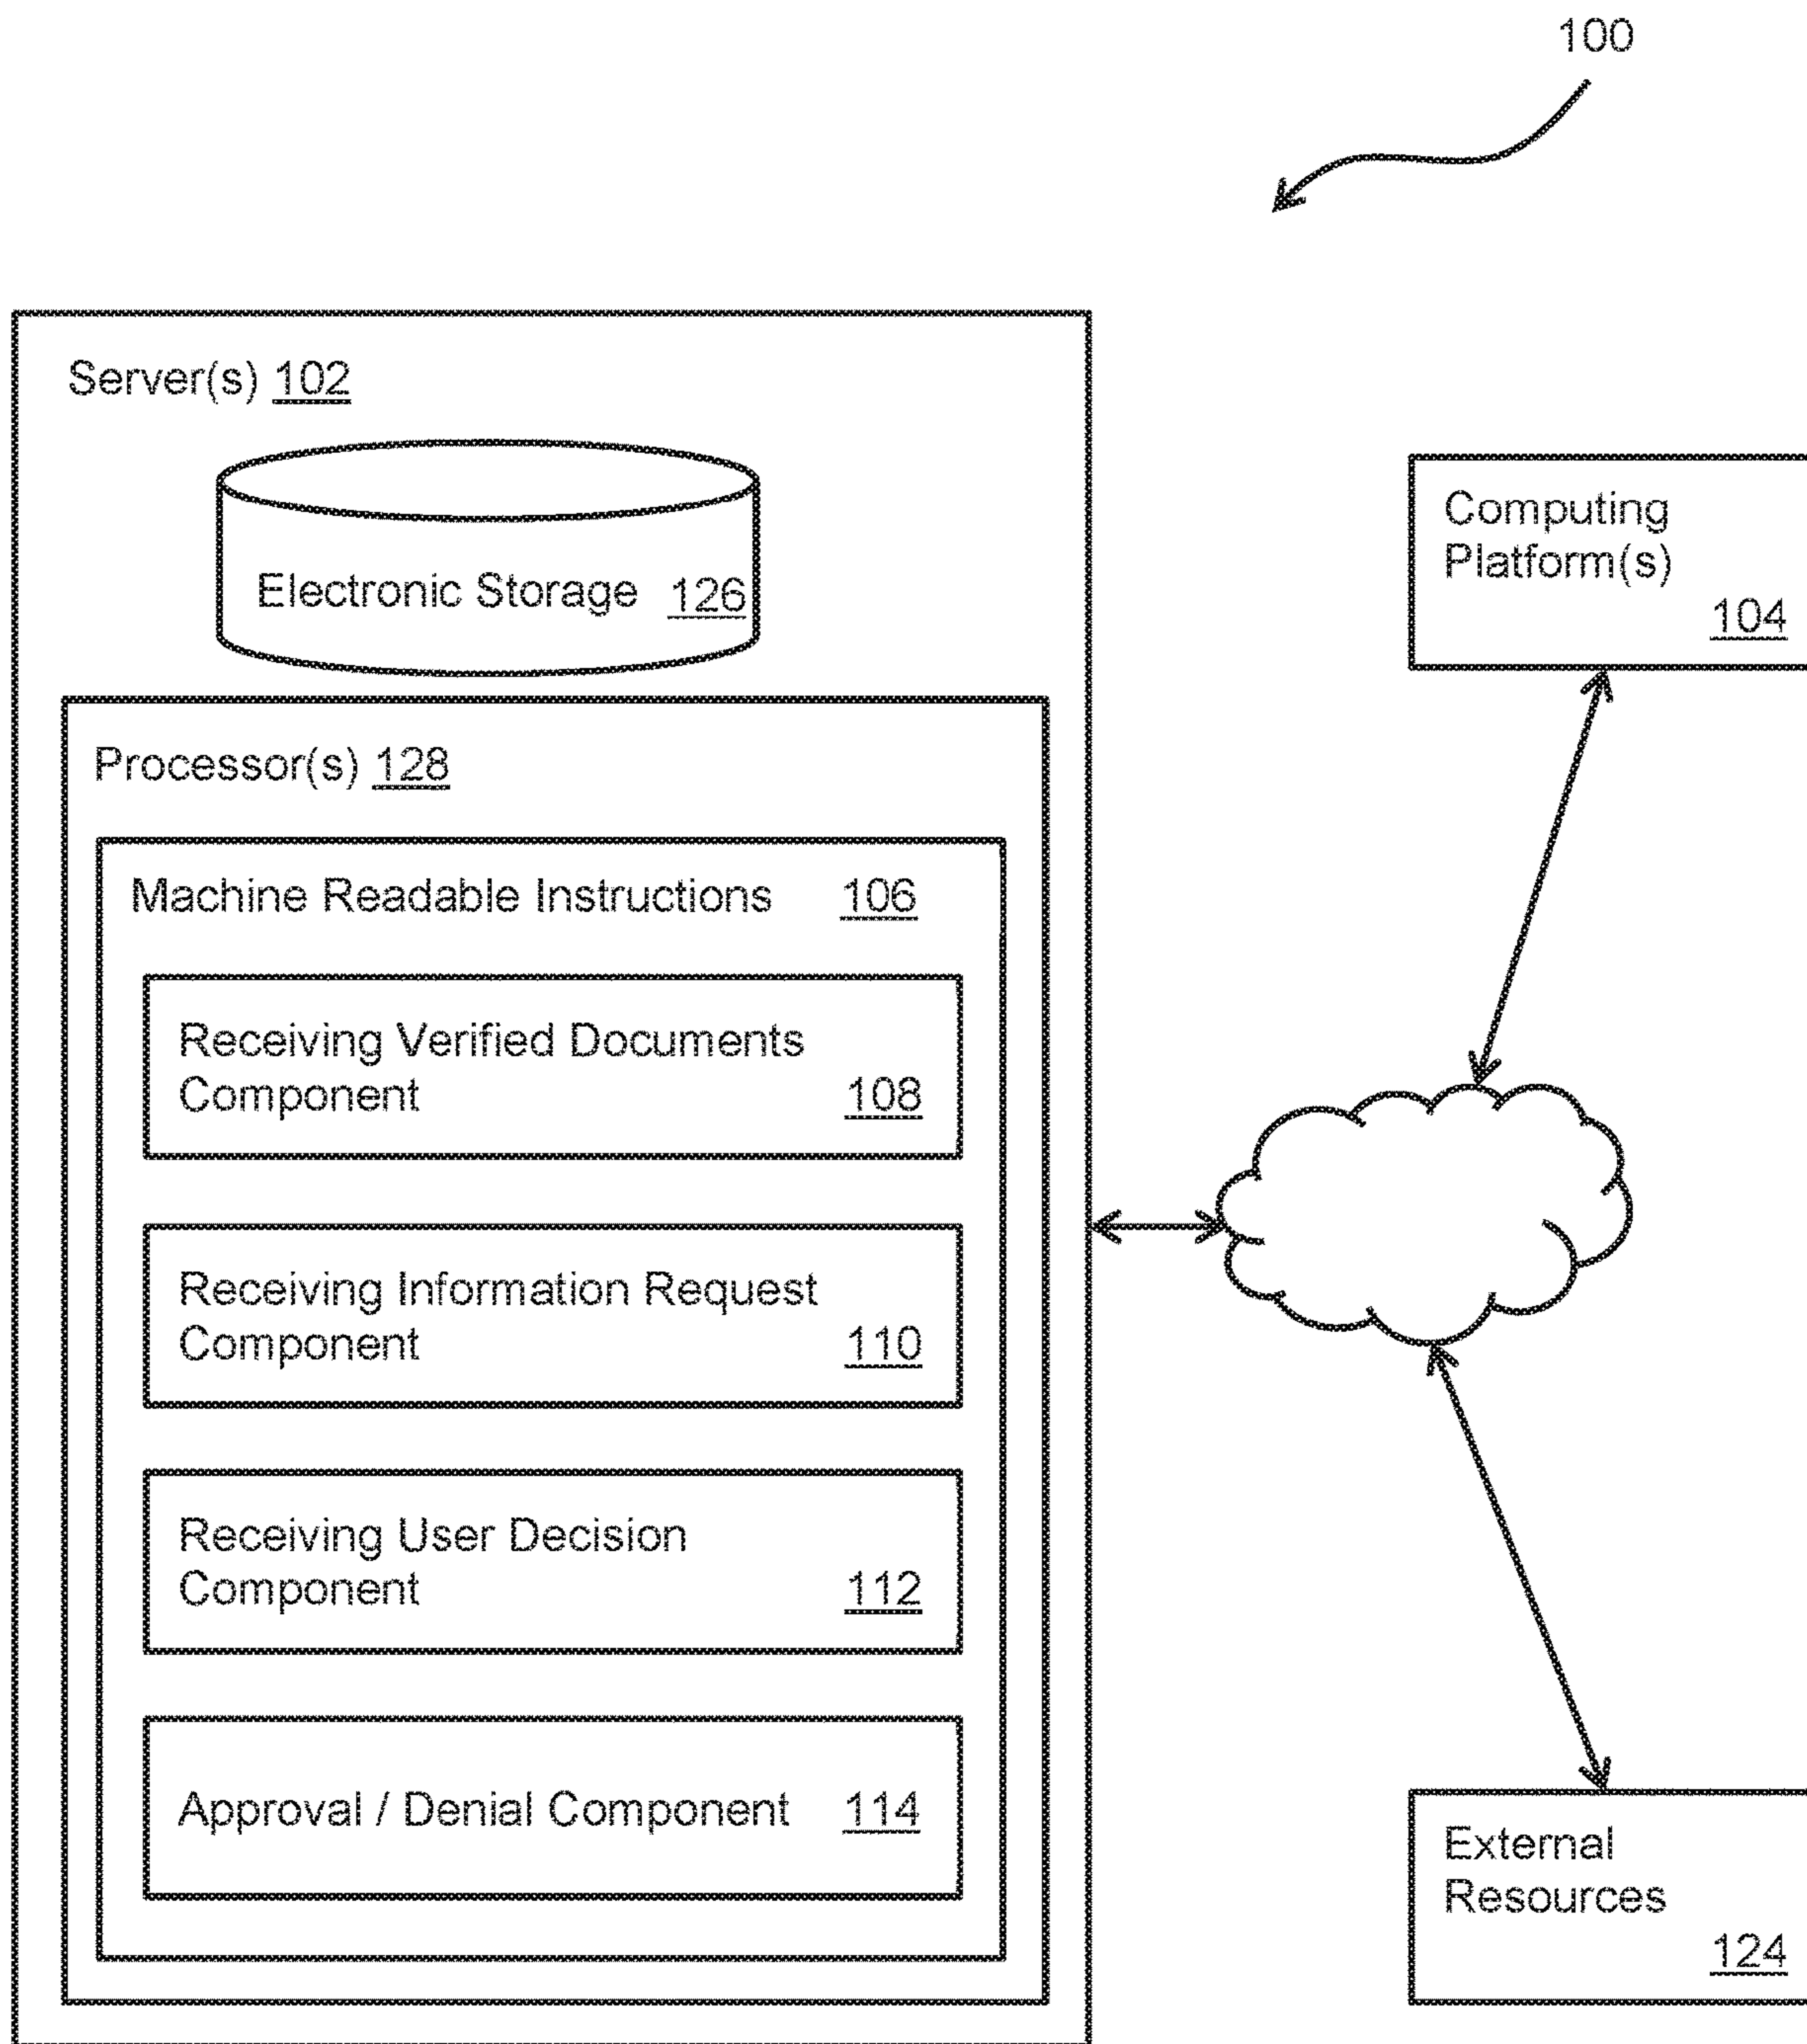 100
Server(s) 102
Electronic Storage 126
Processor(s) 128
Machine Readable Instructions 106
Receiving Verified Documents
Component 108
Receiving Information Request
Component 110
Receiving User Decision
Component 112
Approval / Denial Component 114
Computing
Platform(s)
104
External
Resources
124